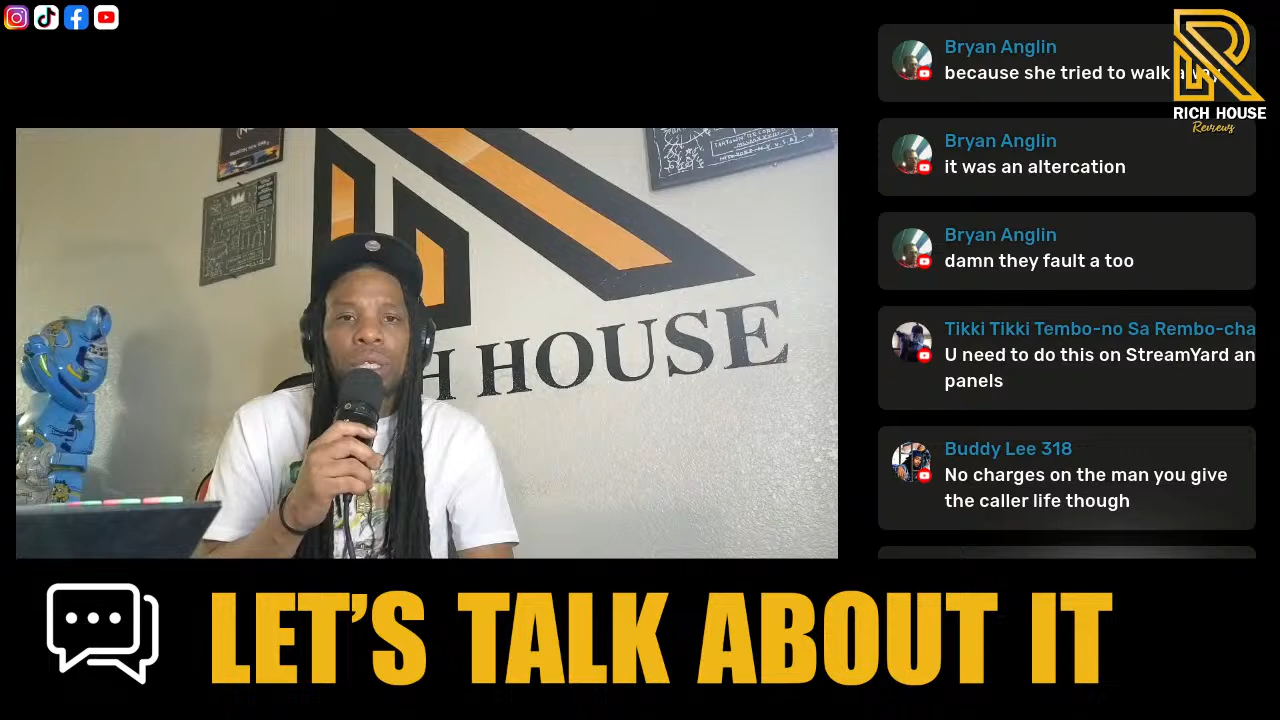 Bryan Anglin
because she tried to walk away
RICH HOUSE
Reviews
Bryan Anglin
it was an altercation
Bryan Anglin
damn they fault a too
Tikki Tikki Tembo-no Sa Rembo-cha
U need to do this on StreamYard an
panels
Buddy Lee 318
No charges on the man you give
the caller life though
H HOUSE
LET'S TALK ABOUT IT